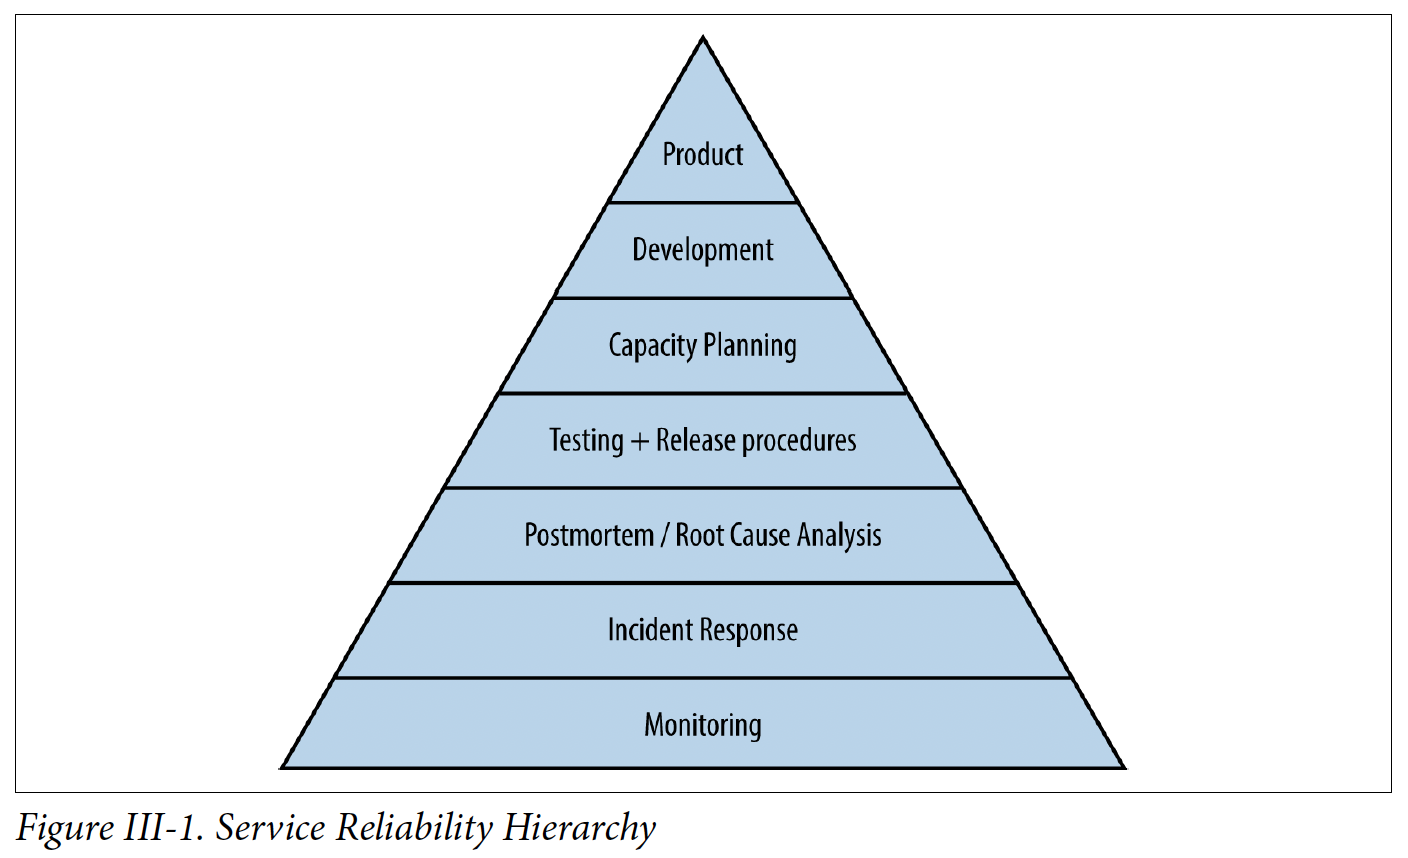 Product
Development
Capacity Planning
Testing + Release procedures
Postmortem / Root Cause Analysis
Incident Response
Monitoring
Figure III-1. Service Reliability Hierarchy